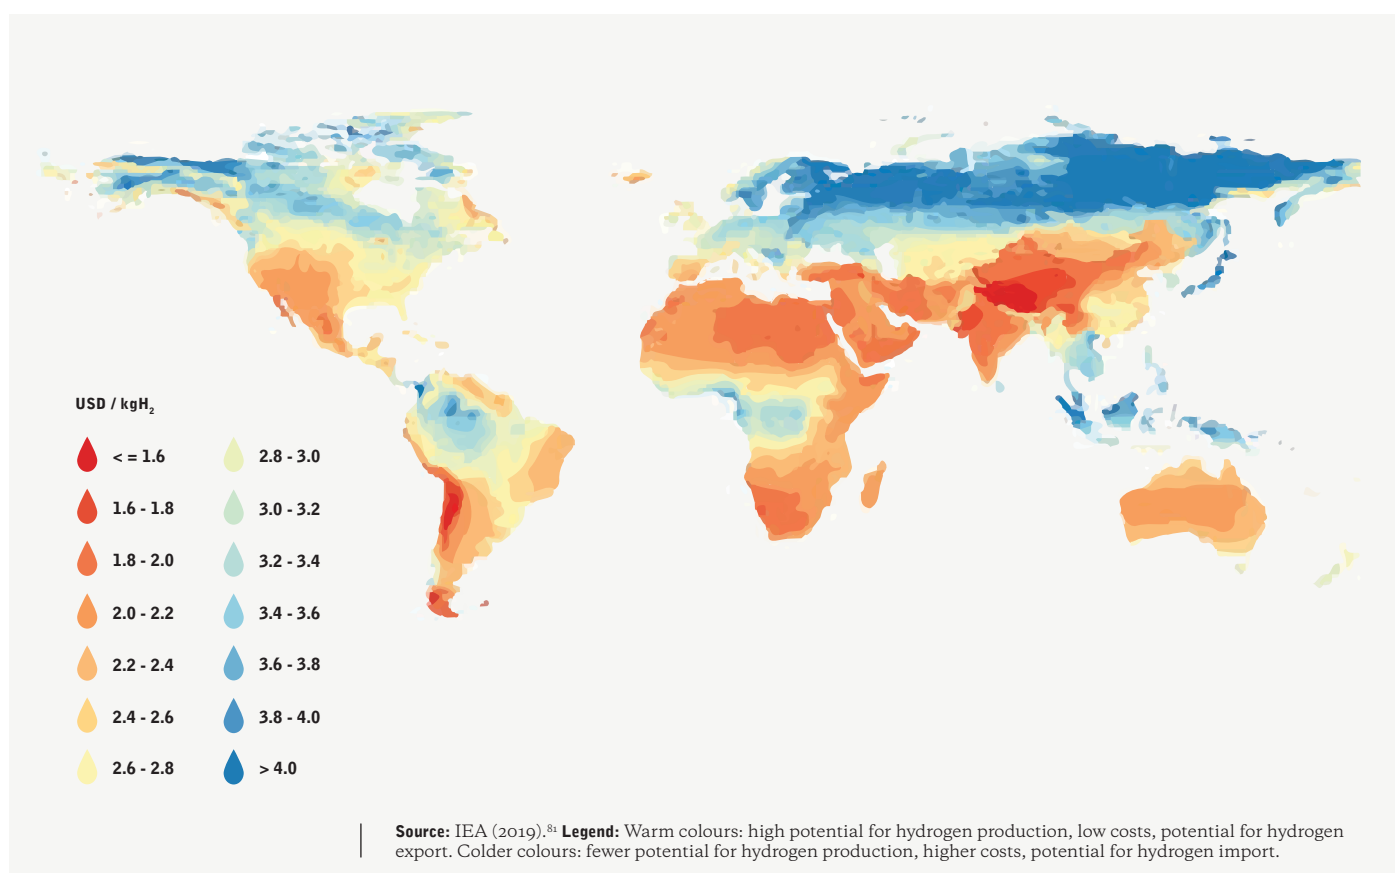 USD / kgH₂
< = 1.6
1.6 - 1.8
1.8 - 2.0
2.0 - 2.2
2.2 - 2.4
2.4 - 2.6
2.6 - 2.8
2.8 - 3.0
3.0 - 3.2
3.2 - 3.4
3.4 - 3.6
3.6 - 3.8
3.8 - 4.0
> 4.0
Source: IEA (2019).⁸¹ Legend: Warm colours: high potential for hydrogen production, low costs, potential for hydrogen
export. Colder colours: fewer potential for hydrogen production, higher costs, potential for hydrogen import.